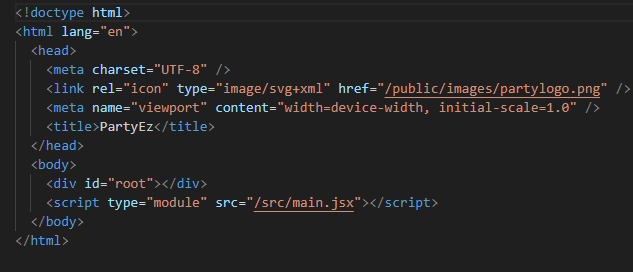 <!doctype html>
<html lang="en">
  <head>
    <meta charset="UTF-8" />
    <link rel="icon" type="image/svg+xml" href="/public/images/partylogo.png" />
    <meta name="viewport" content="width=device-width, initial-scale=1.0" />
    <title>PartyEz</title>
  </head>
  <body>
    <div id="root"></div>
    <script type="module" src="/src/main.jsx"></script>
  </body>
</html>